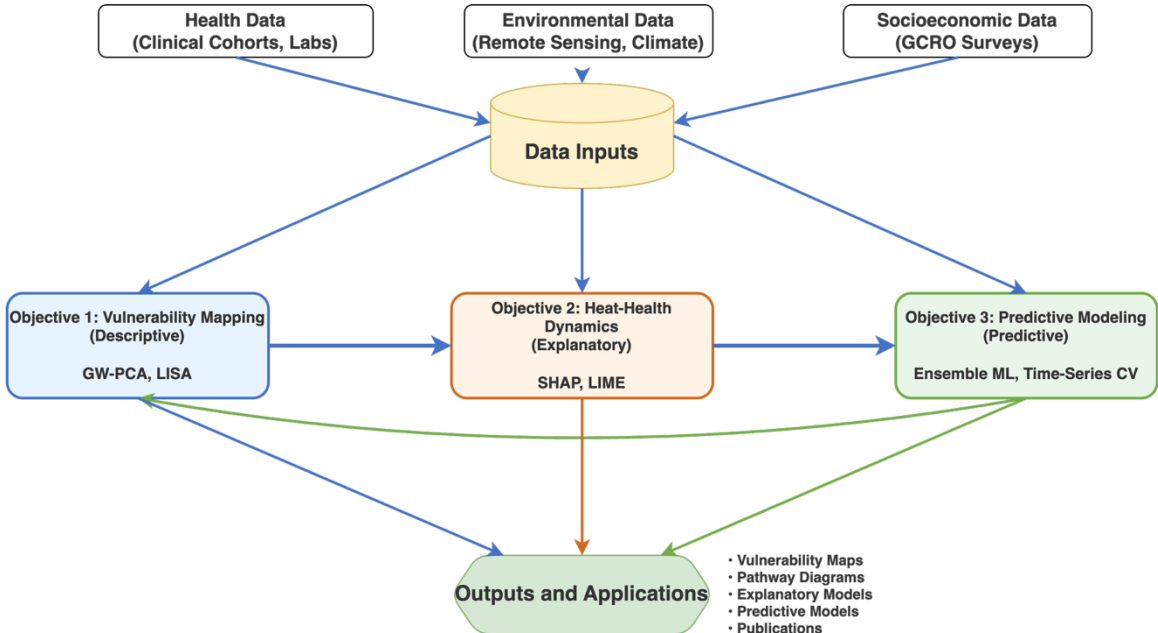 Health Data
(Clinical Cohorts, Labs)
Environmental Data
(Remote Sensing, Climate)
Socioeconomic Data
(GCRO Surveys)
Data Inputs
Objective 1: Vulnerability Mapping
(Descriptive)
GW-PCA, LISA
Objective 2: Heat-Health
Dynamics
(Explanatory)
SHAP, LIME
Objective 3: Predictive Modeling
(Predictive)
Ensemble ML, Time-Series CV
Outputs and Applications
· Vulnerability Maps
· Pathway Diagrams
· Explanatory Models
· Predictive Models
· Publications